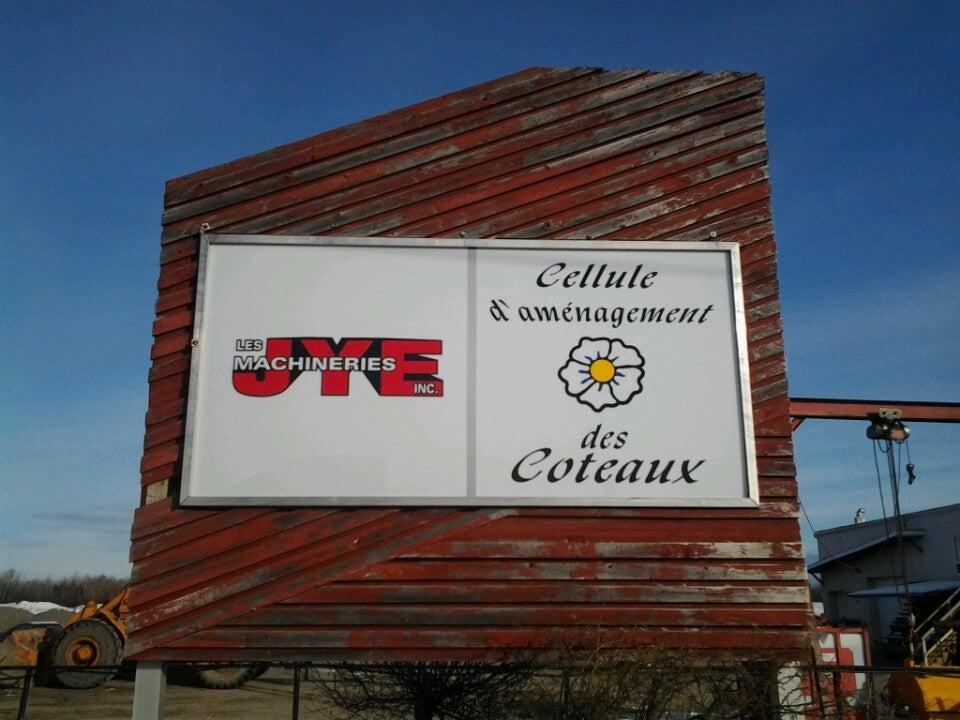 LES
MACHINERIES
JYE
INC.
Cellule
d'aménagement
des
Coteaux